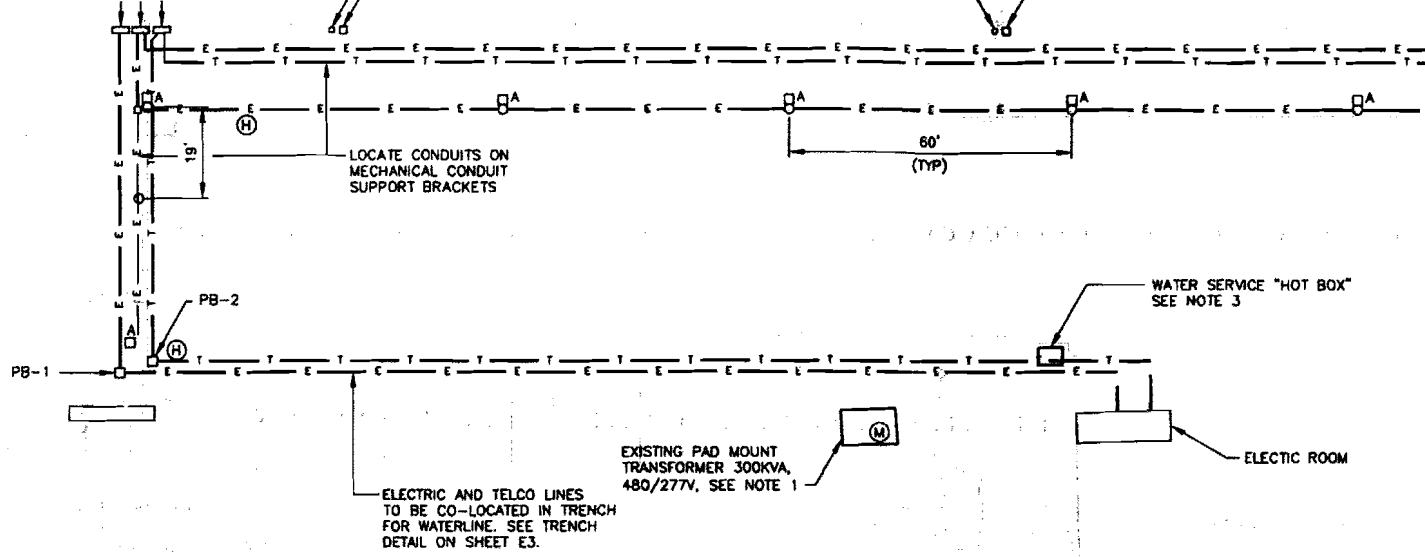 E E E E E E E E E E E E E E E E E E
T T T T T T T T T T T T T T T T T T
A A A A A
E E E E E E E E E E E E E
H
19'
60'
(TYP)
LOCATE CONDUITS ON
MECHANICAL CONDUIT
SUPPORT BRACKETS
E E E E E
E E E E E
T T T T
WATER SERVICE "HOT BOX"
SEE NOTE 3
PB-2
A
H
T T T T T T T T T T T T T T
PB-1
E E E E E E E E E E E E E E
M
EXISTING PAD MOUNT
TRANSFORMER 300KVA,
480/277V, SEE NOTE 1
ELECTIC ROOM
ELECTRIC AND TELCO LINES
TO BE CO-LOCATED IN TRENCH
FOR WATERLINE. SEE TRENCH
DETAIL ON SHEET E3.